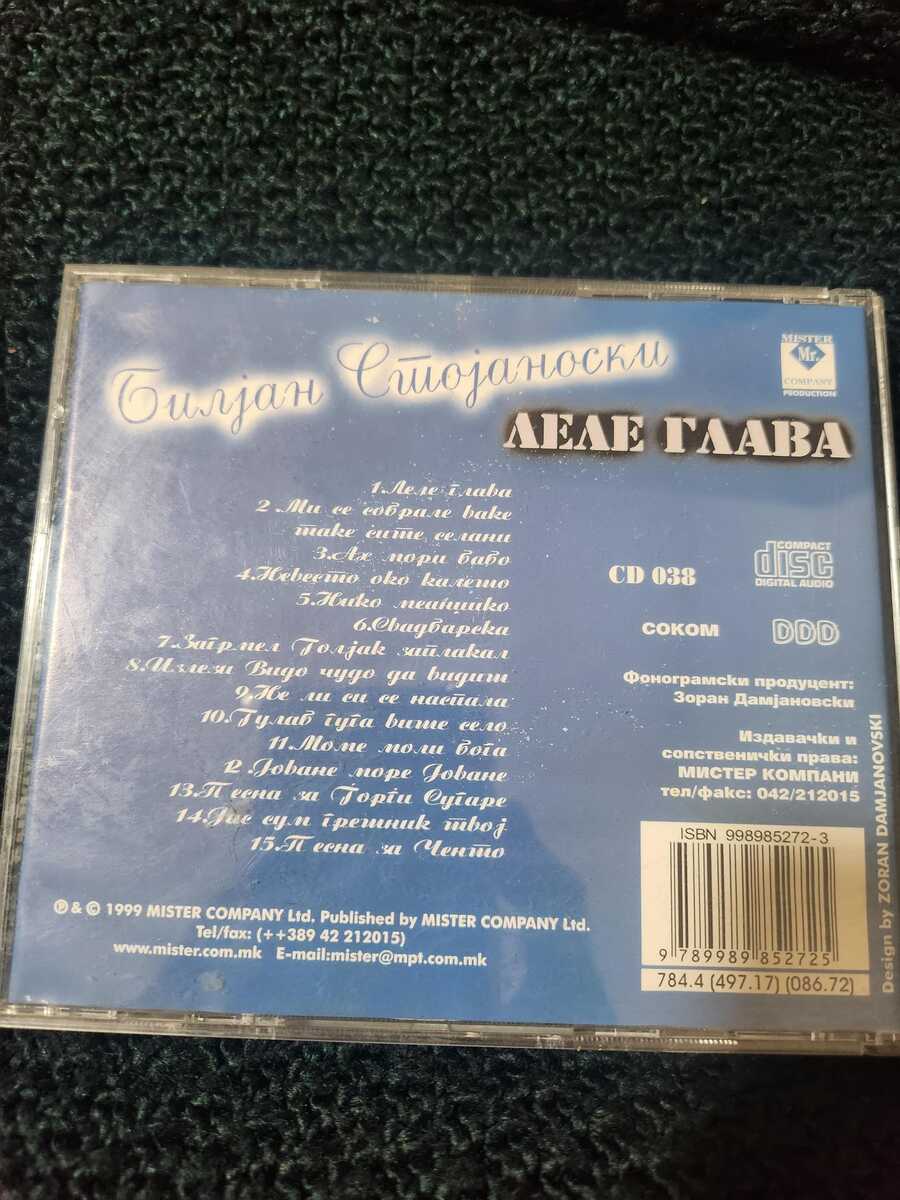 Билјан Стојаноски
ЛЕЛЕ ГЛАВА
MISTER
Mr.
COMPANY
PRODUCTION
1.Леле глава
2.Ми се собрале ваке
таке сите селани
3.Ах мори бабо
4.Невесто око калешо
5.Нико меанџико
6.Свадбарска
7.Загрмел Голјак заплакал
8.Излези Видо чудо да видиш
9.Не ли си се наспала
10.Гулаб гуга више село
11.Моме моли бога
12.Јоване море Јоване
13.Песна за Ѓорѓи Сугаре
14.Јас сум грешник твој
15.Песна за Ченто
CD 038
COMPACT
disc
DIGITAL AUDIO
СОКОМ
DDD
Фонограмски продуцент:
Зоран Дамјановски
Издавачки и
сопственички права:
МИСТЕР КОМПАНИ
тел/факс: 042/212015
ISBN 998985272-3
9 789989 852725
784.4 (497.17) (086.72)
Design by ZORAN DAMJANOVSKI
℗ & © 1999 MISTER COMPANY Ltd. Published by MISTER COMPANY Ltd.
Tel/fax: (++389 42 212015)
www.mister.com.mk E-mail:mister@mpt.com.mk